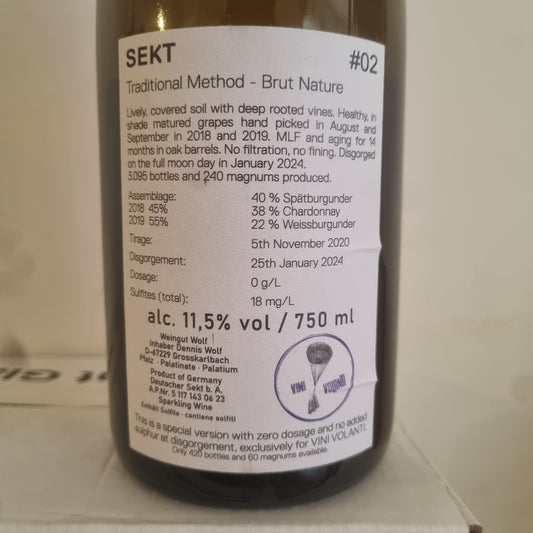 SEKT #02
Traditional Method - Brut Nature
Lively, covered soil with deep rooted vines. Healthy, in
shade matured grapes hand picked in August and
September in 2018 and 2019. MLF and aging for 14
months in oak barrels. No filtration, no fining. Disgorged
on the full moon day in January 2024.
3.095 bottles and 240 magnums produced.
Assemblage: 40 % Spätburgunder
2018 45% 38 % Chardonnay
2019 55% 22 % Weissburgunder
Tirage: 5th November 2020
Disgorgement: 25th January 2024
Dosage: 0 g/L
Sulfites (total): 18 mg/L
alc. 11,5% vol / 750 ml
Weingut Wolf
Inhaber Dennis Wolf
D-67229 Grosskarlbach
Pfalz · Palatinate · Palatium
Product of Germany
Deutscher Sekt b. A.
A.P.Nr. 5 117 143 06 23
Sparkling Wine
Enthält Sulfite · contiene solfiti
VINI VOLANTI
This is a special version with zero dosage and no added
sulphur at disgorgement, exclusively for VINI VOLANTI.
Only 420 bottles and 60 magnums available.